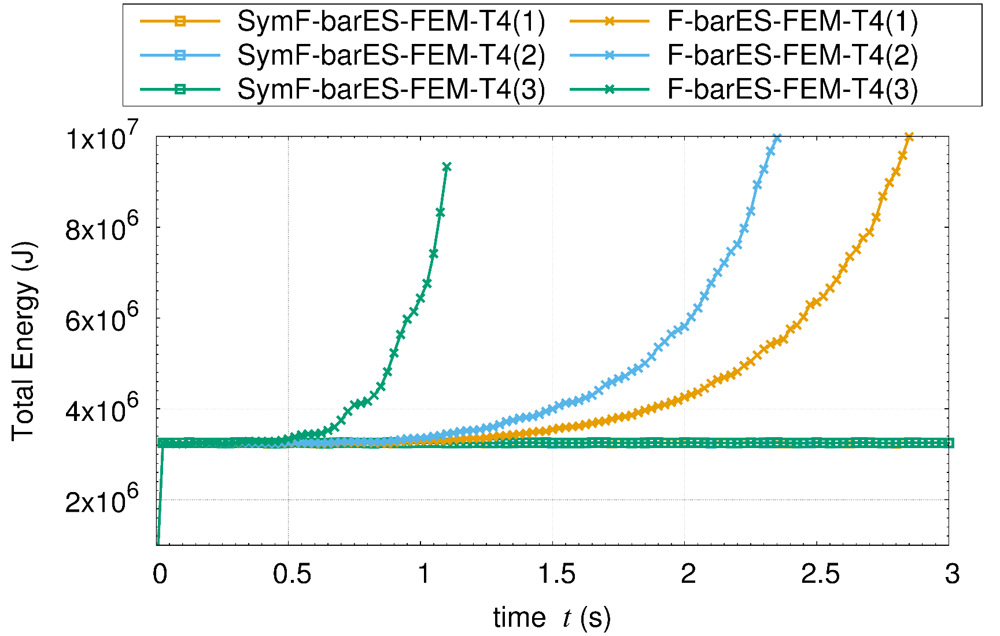 SymF-barES-FEM-T4(1) F-barES-FEM-T4(1)
SymF-barES-FEM-T4(2) F-barES-FEM-T4(2)
SymF-barES-FEM-T4(3) F-barES-FEM-T4(3)
1x10^7
8x10^6
6x10^6
4x10^6
2x10^6
Total Energy (J)
0 0.5 1 1.5 2 2.5 3
time t (s)